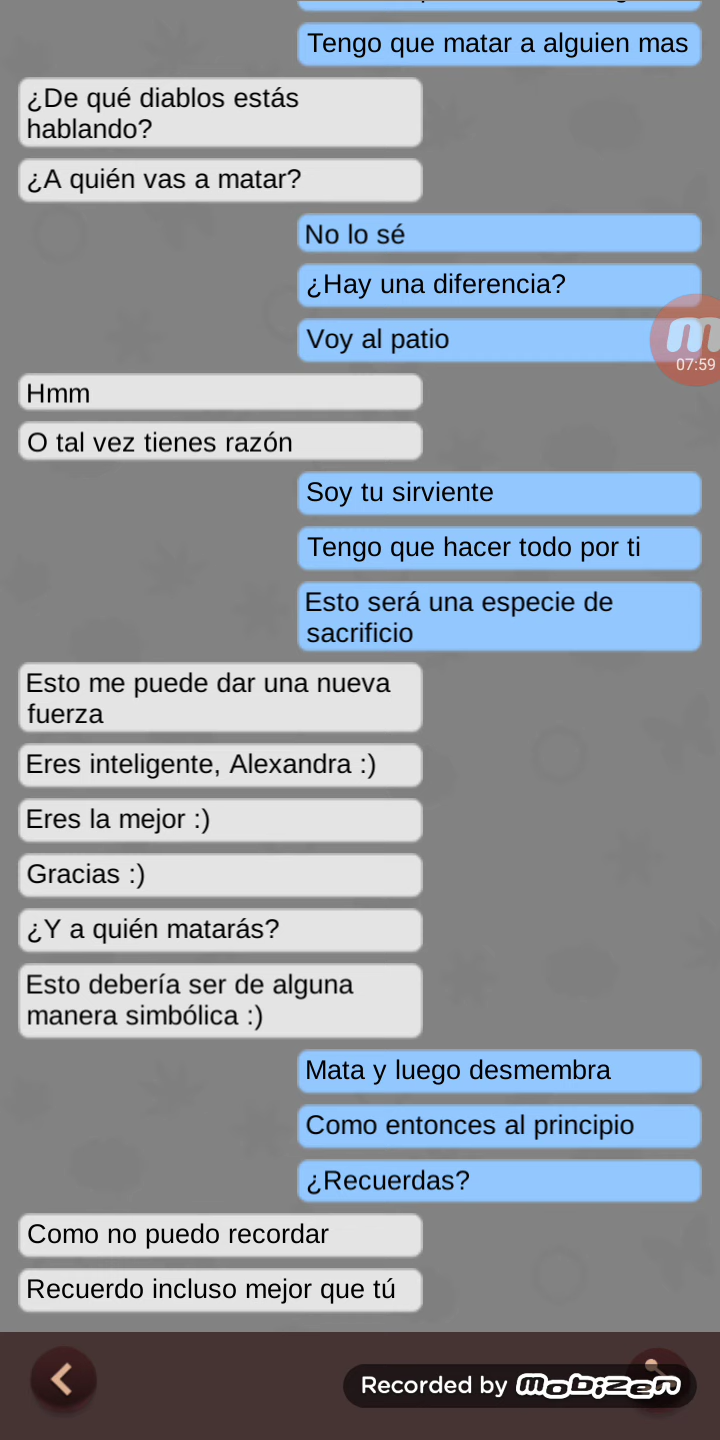 Tengo que matar a alguien mas
¿De qué diablos estás
hablando?
¿A quién vas a matar?
No lo sé
¿Hay una diferencia?
Voy al patio
07:59
Hmm
O tal vez tienes razón
Soy tu sirviente
Tengo que hacer todo por ti
Esto será una especie de
sacrificio
Esto me puede dar una nueva
fuerza
Eres inteligente, Alexandra :)
Eres la mejor :)
Gracias :)
¿Y a quién matarás?
Esto debería ser de alguna
manera simbólica :)
Mata y luego desmembra
Como entonces al principio
¿Recuerdas?
Como no puedo recordar
Recuerdo incluso mejor que tú
Recorded by mobizen